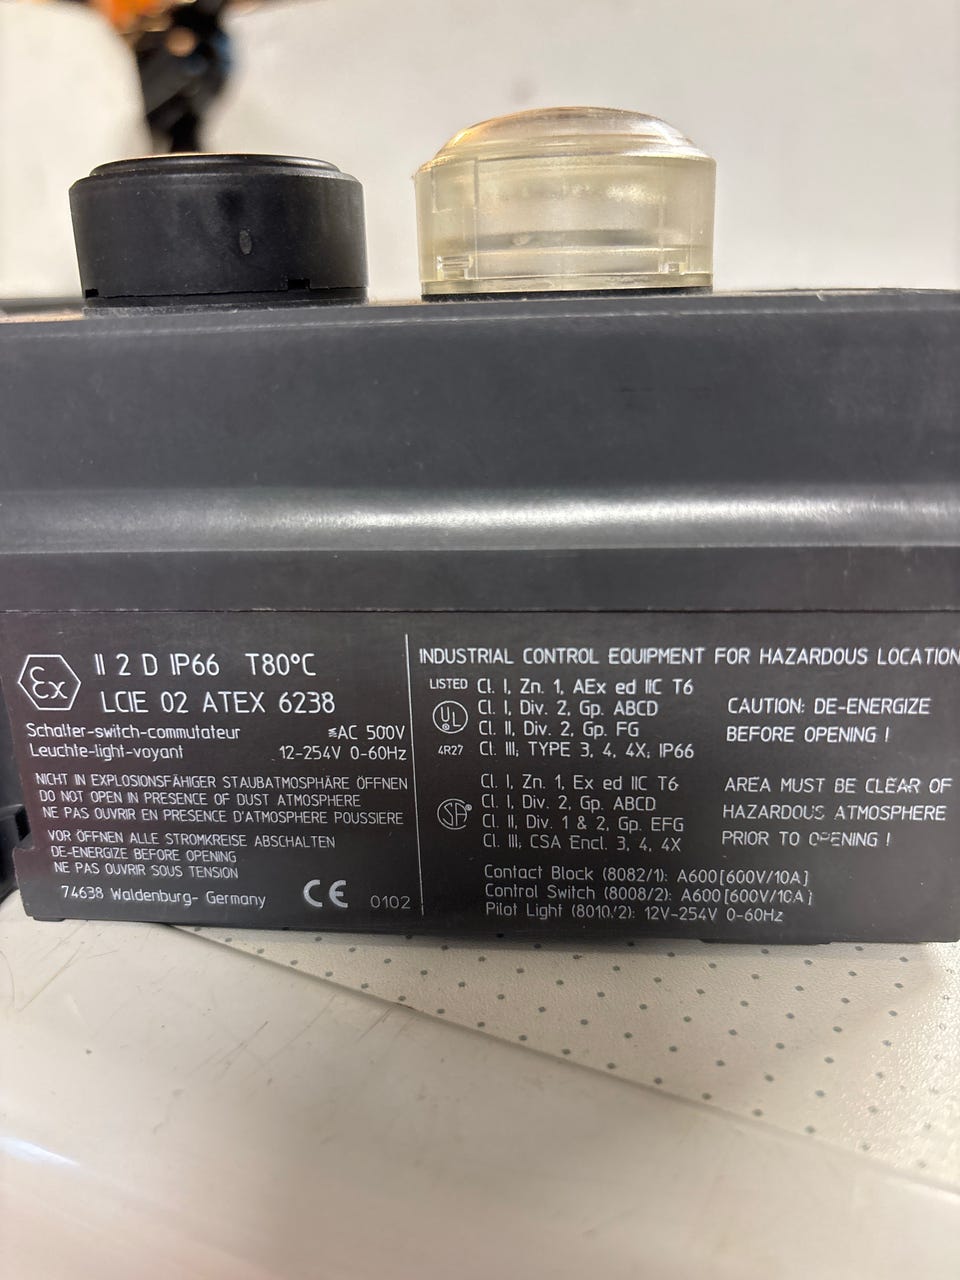 Ex II 2 D IP66 T80°C
LCIE 02 ATEX 6238
Schalter-switch-commutateur ≤AC 500V
Leuchte-light-voyant 12-254V 0-60Hz
NICHT IN EXPLOSIONSFÄHIGER STAUBATMOSPHÄRE ÖFFNEN
DO NOT OPEN IN PRESENCE OF DUST ATMOSPHERE
NE PAS OUVRIR EN PRESENCE D'ATMOSPHERE POUSSIERE
VOR ÖFFNEN ALLE STROMKREISE ABSCHALTEN
DE-ENERGIZE BEFORE OPENING
NE PAS OUVRIR SOUS TENSION
74638 Waldenburg- Germany CE 0102
INDUSTRIAL CONTROL EQUIPMENT FOR HAZARDOUS LOCATION
LISTED
UL ®
4R27
Cl. I, Zn. 1, AEx ed IIC T6
Cl. I, Div. 2, Gp. ABCD
Cl. II, Div. 2, Gp. FG
Cl. III; TYPE 3, 4, 4X; IP66
CAUTION: DE-ENERGIZE
BEFORE OPENING !
SA ®
Cl. I, Zn. 1, Ex ed IIC T6
Cl. I, Div. 2, Gp. ABCD
Cl. II, Div. 1 & 2, Gp. EFG
Cl. III; CSA Encl. 3, 4, 4X
AREA MUST BE CLEAR OF
HAZARDOUS ATMOSPHERE
PRIOR TO OPENING !
Contact Block (8082/1): A600[600V/10A]
Control Switch (8008/2): A600[600V/10A]
Pilot Light (8010/2): 12V-254V 0-60Hz